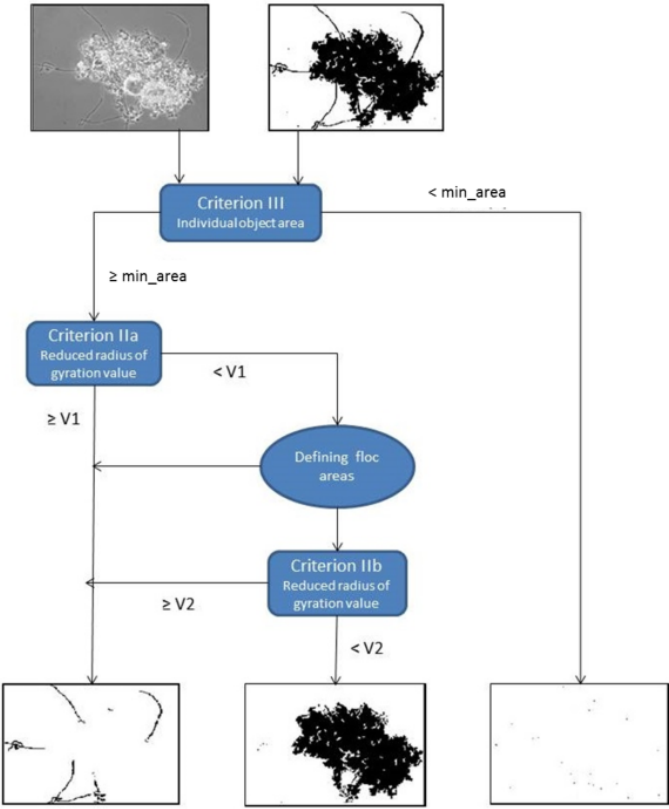 Criterion III
Individual object area
< min_area
≥ min_area
Criterion IIa
Reduced radius of
gyration value
< V1
≥ V1
Defining floc
areas
Criterion IIb
Reduced radius of
gyration value
≥ V2
< V2